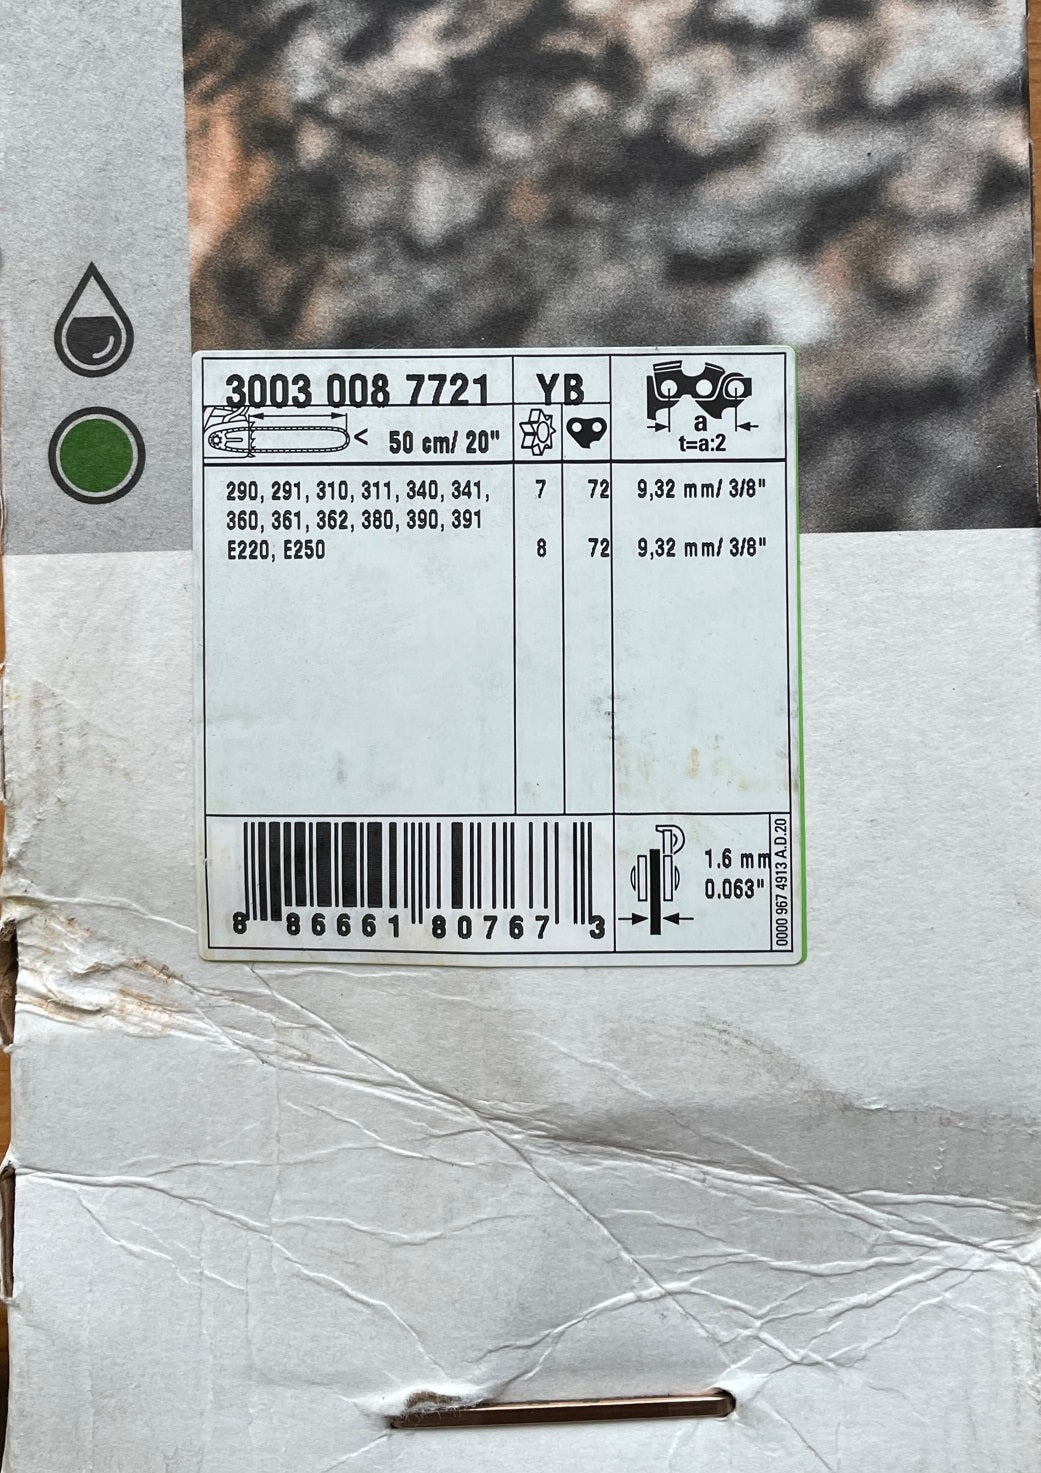 3003 008 7721 YB
< 50 cm/ 20"
a
t=a:2
290, 291, 310, 311, 340, 341, 7 72 9,32 mm/ 3/8"
360, 361, 362, 380, 390, 391
E220, E250 8 72 9,32 mm/ 3/8"
1.6 mm
0.063"
0000 967 4913 A.D.20
8 86661 80767 3